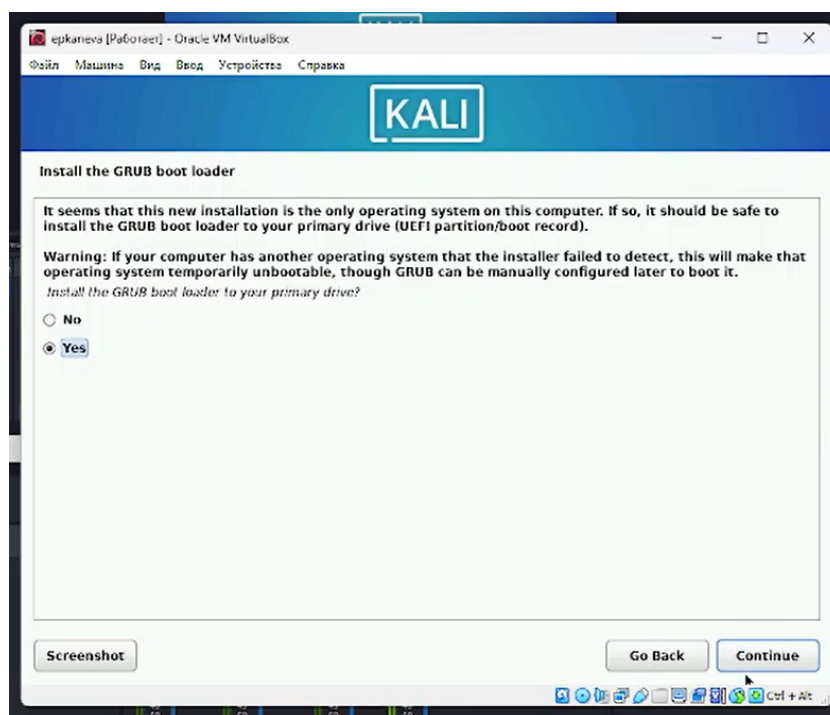 epkaneva [Работает] - Oracle VM VirtualBox
Файл Машина Вид Ввод Устройства Справка
KALI
Install the GRUB boot loader
It seems that this new installation is the only operating system on this computer. If so, it should be safe to
install the GRUB boot loader to your primary drive (UEFI partition/boot record).
Warning: If your computer has another operating system that the installer failed to detect, this will make that
operating system temporarily unbootable, though GRUB can be manually configured later to boot it.
Install the GRUB boot loader to your primary drive?
No
Yes
Screenshot Go Back Continue
Ctrl + Alt